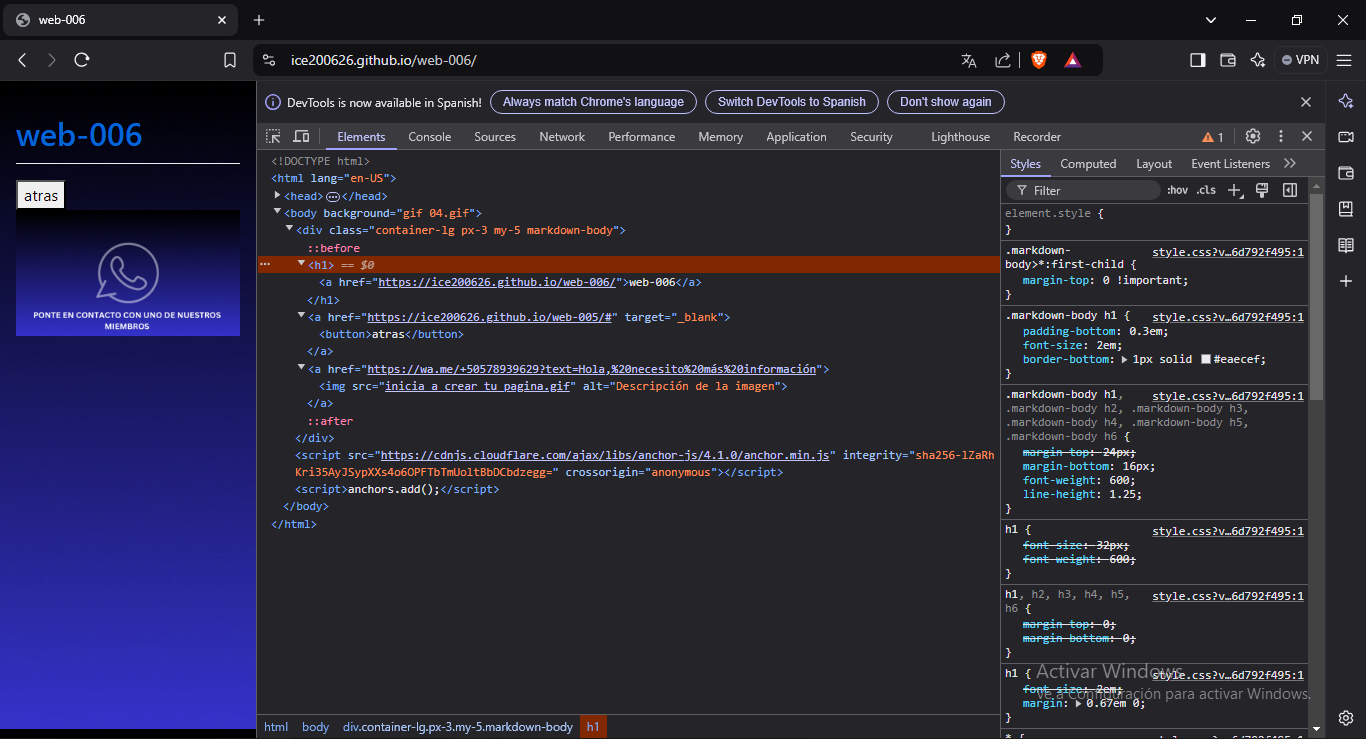 web-006
ice200626.github.io/web-006/
VPN
web-006
atras
PONTE EN CONTACTO CON UNO DE NUESTROS
MIEMBROS
DevTools is now available in Spanish!
Always match Chrome's language
Switch DevTools to Spanish
Don't show again
Elements
Console
Sources
Network
Performance
Memory
Application
Security
Lighthouse
Recorder
1
<!DOCTYPE html>
<html lang="en-US">
<head>…</head>
<body background="gif 04.gif">
<div class="container-lg px-3 my-5 markdown-body">
::before
<h1> == $0
<a href="https://ice200626.github.io/web-006/">web-006</a>
</h1>
<a href="https://ice200626.github.io/web-005/#" target="_blank">
<button>atras</button>
</a>
<a href="https://wa.me/+50578939629?text=Hola,%20necesito%20más%20información">
<img src="inicia a crear tu pagina.gif" alt="Descripción de la imagen">
</a>
::after
</div>
<script src="https://cdnjs.cloudflare.com/ajax/libs/anchor-js/4.1.0/anchor.min.js" integrity="sha256-lZaRh
Kri35AyJSypXXs4o6OPFTbTmUoltBbDCbdzegg=" crossorigin="anonymous"></script>
<script>anchors.add();</script>
</body>
</html>
html body div.container-lg.px-3.my-5.markdown-body h1
Styles
Computed
Layout
Event Listeners
Filter
:hov .cls
element.style {
}
.markdown- style.css?v…6d792f495:1
body>*:first-child {
margin-top: 0 !important;
}
.markdown-body h1 { style.css?v…6d792f495:1
padding-bottom: 0.3em;
font-size: 2em;
border-bottom: 1px solid #eaecef;
}
.markdown-body h1, style.css?v…6d792f495:1
.markdown-body h2, .markdown-body h3,
.markdown-body h4, .markdown-body h5,
.markdown-body h6 {
margin-top: 24px;
margin-bottom: 16px;
font-weight: 600;
line-height: 1.25;
}
h1 { style.css?v…6d792f495:1
font-size: 32px;
font-weight: 600;
}
h1, h2, h3, h4, h5, style.css?v…6d792f495:1
h6 {
margin-top: 0;
margin-bottom: 0;
}
h1 { style.css?v…6d792f495:1
font-size: 2em;
margin: 0.67em 0;
}
* {
Activar Windows
Ve a Configuración para activar Windows.